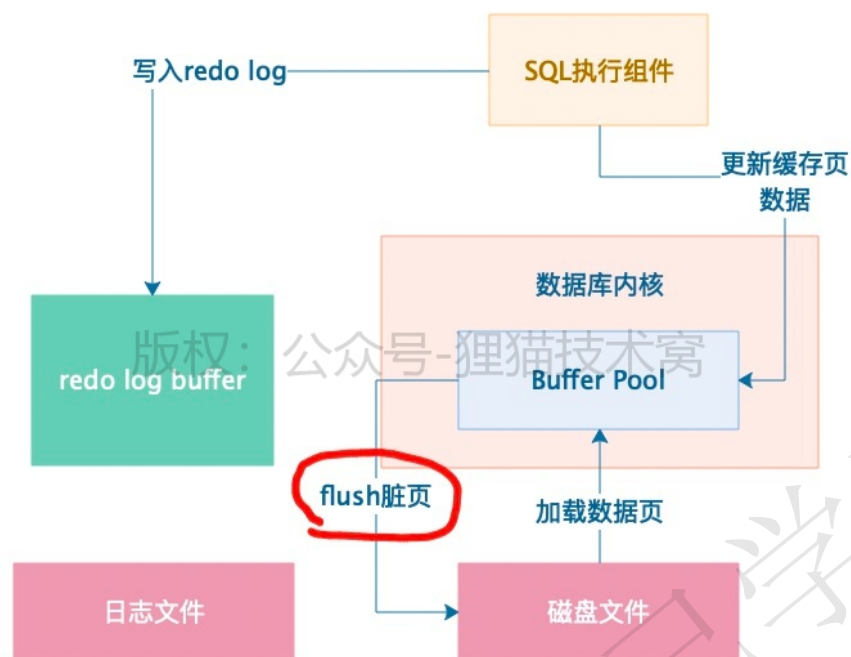 SQL执行组件
写入redo log
更新缓存页
数据
数据库内核
版权：公众号-狸猫技术窝
redo log buffer
Buffer Pool
flush脏页
加载数据页
日志文件
磁盘文件